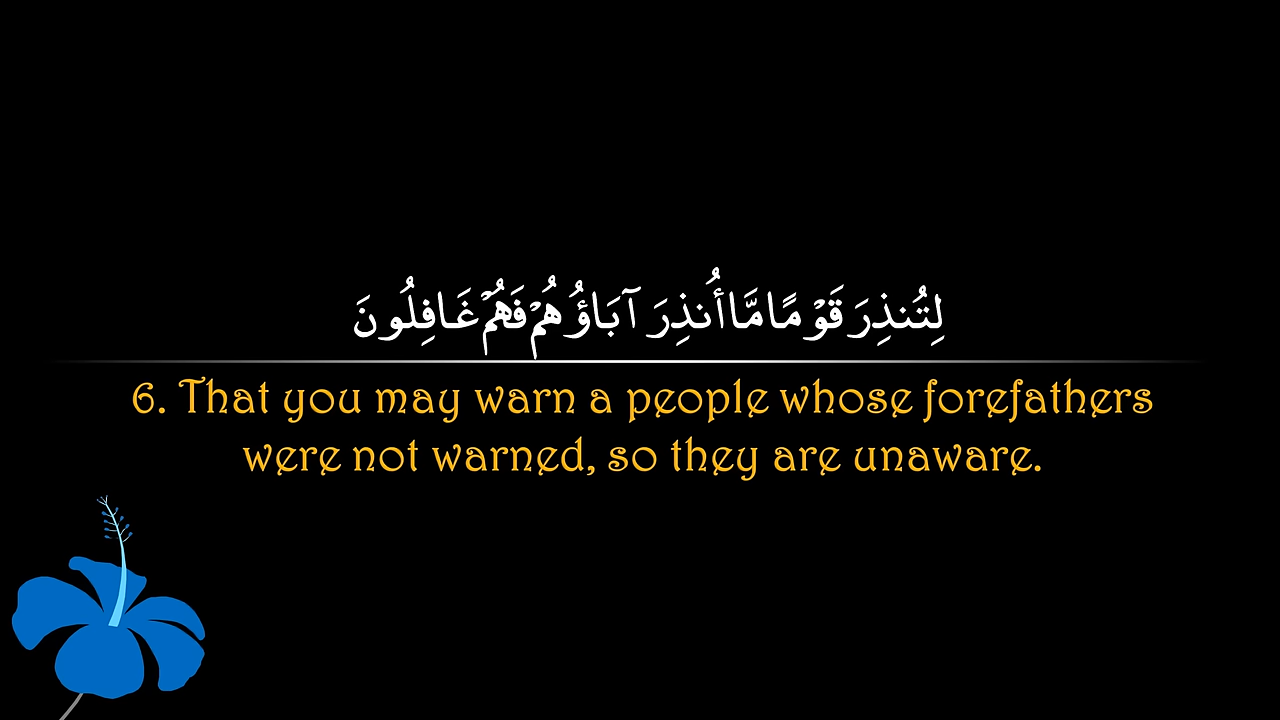 لِتُنذِرَ قَوْمًا مَّا أُنذِرَ آبَاؤُهُمْ فَهُمْ غَافِلُونَ
6. That you may warn a people whose forefathers
were not warned, so they are unaware.